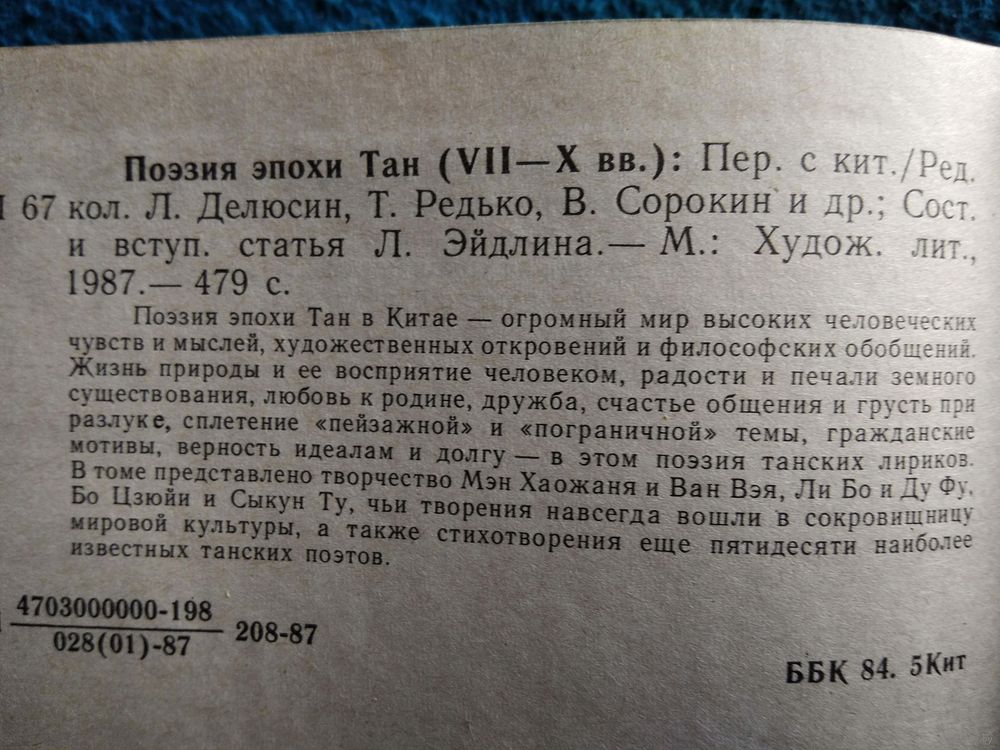 Поэзия эпохи Тан (VII—X вв.): Пер. с кит./Ред.
67 кол. Л. Делюсин, Т. Редько, В. Сорокин и др.; Сост.
и вступ. статья Л. Эйдлина.— М.: Худож. лит.,
1987.— 479 с.
Поэзия эпохи Тан в Китае — огромный мир высоких человеческих
чувств и мыслей, художественных откровений и философских обобщений.
Жизнь природы и ее восприятие человеком, радости и печали земного
существования, любовь к родине, дружба, счастье общения и грусть при
разлуке, сплетение «пейзажной» и «пограничной» темы, гражданские
мотивы, верность идеалам и долгу — в этом поэзия танских лириков.
В томе представлено творчество Мэн Хаожаня и Ван Вэя, Ли Бо и Ду Фу,
Бо Цзюйи и Сыкун Ту, чьи творения навсегда вошли в сокровищницу
мировой культуры, а также стихотворения еще пятидесяти наиболее
известных танских поэтов.
4703000000-198
028(01)-87 208-87
ББК 84. 5Кит